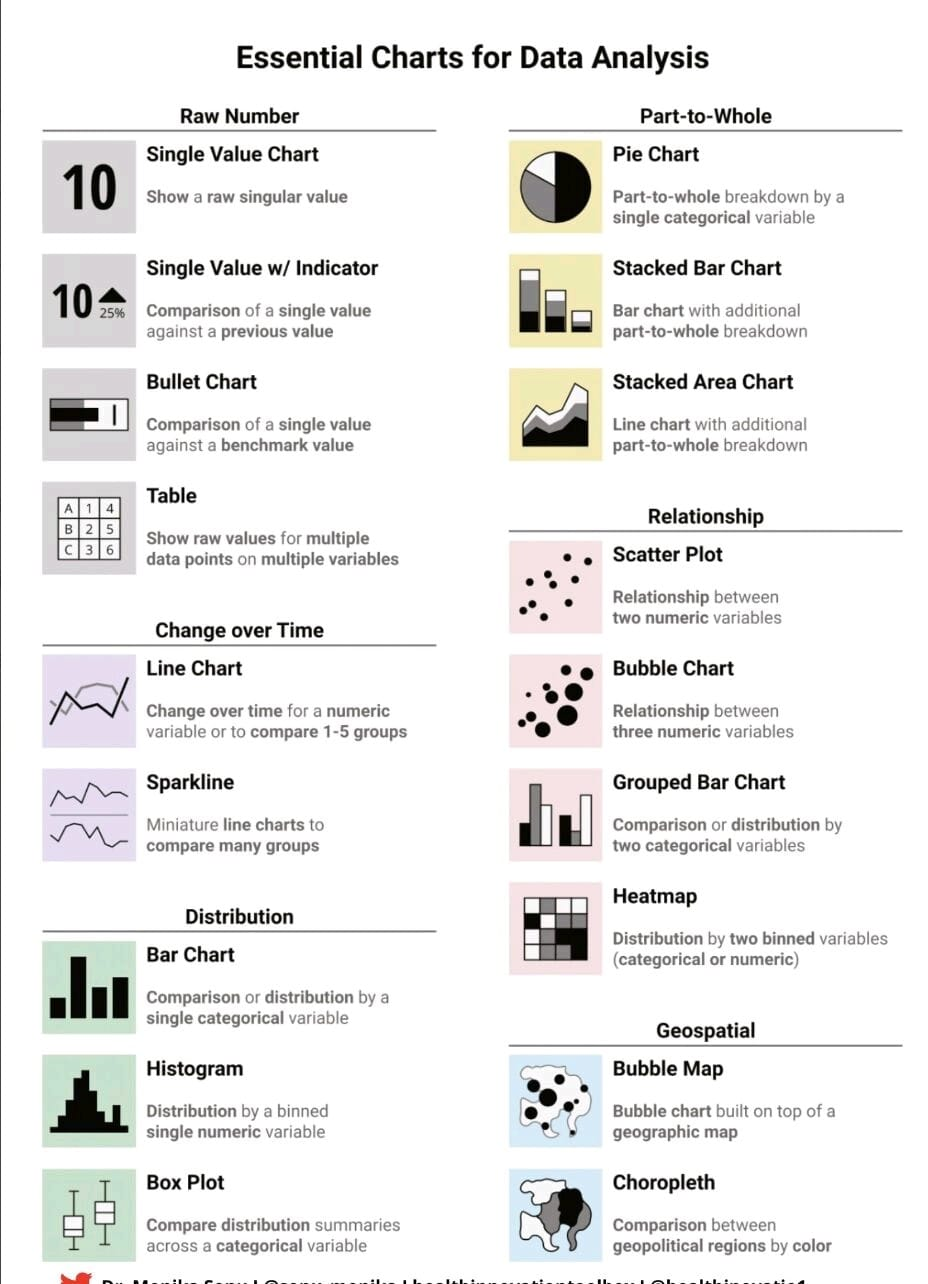 Essential Charts for Data Analysis
Raw Number
10
Single Value Chart
Show a raw singular value
10
25%
Single Value w/ Indicator
Comparison of a single value
against a previous value
Bullet Chart
Comparison of a single value
against a benchmark value
A 1 4
B 2 5
C 3 6
Table
Show raw values for multiple
data points on multiple variables
Change over Time
Line Chart
Change over time for a numeric
variable or to compare 1-5 groups
Sparkline
Miniature line charts to
compare many groups
Distribution
Bar Chart
Comparison or distribution by a
single categorical variable
Histogram
Distribution by a binned
single numeric variable
Box Plot
Compare distribution summaries
across a categorical variable
Part-to-Whole
Pie Chart
Part-to-whole breakdown by a
single categorical variable
Stacked Bar Chart
Bar chart with additional
part-to-whole breakdown
Stacked Area Chart
Line chart with additional
part-to-whole breakdown
Relationship
Scatter Plot
Relationship between
two numeric variables
Bubble Chart
Relationship between
three numeric variables
Grouped Bar Chart
Comparison or distribution by
two categorical variables
Heatmap
Distribution by two binned variables
(categorical or numeric)
Geospatial
Bubble Map
Bubble chart built on top of a
geographic map
Choropleth
Comparison between
geopolitical regions by color
Dr. Monika Sonu |